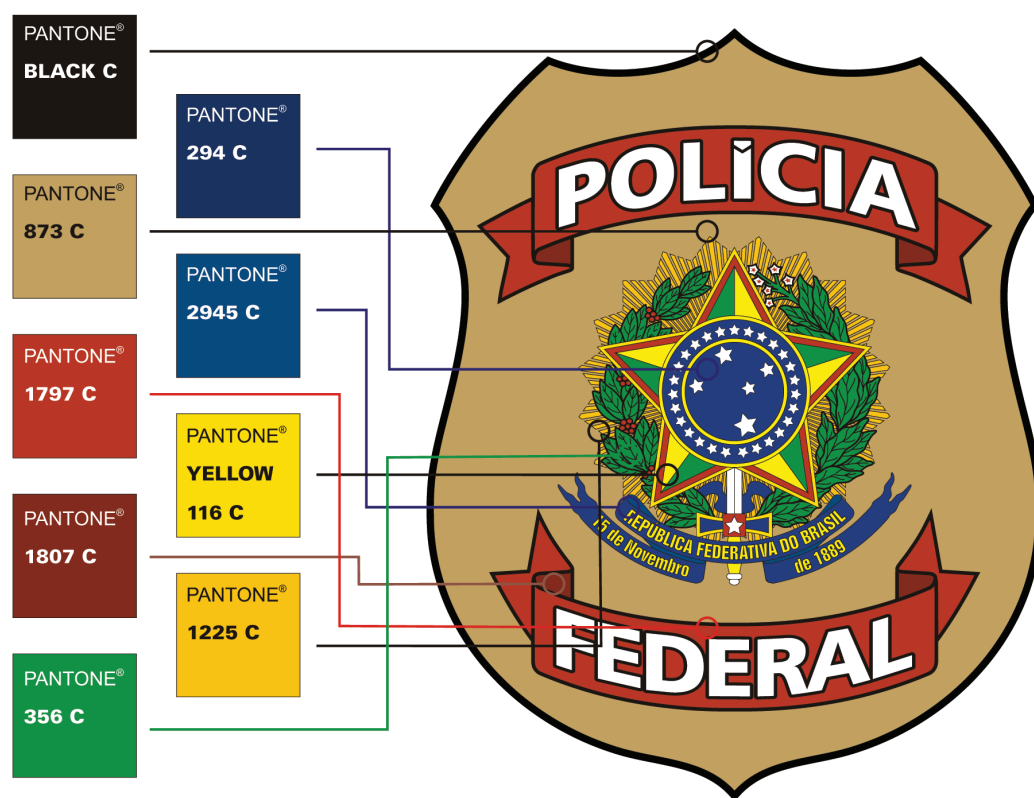 PANTONE®
BLACK C
PANTONE®
294 C
PANTONE®
873 C
PANTONE®
2945 C
PANTONE®
1797 C
PANTONE®
YELLOW
116 C
PANTONE®
1807 C
PANTONE®
1225 C
PANTONE®
356 C
POLÍCIA
REPUBLICA FEDERATIVA DO BRASIL
15 de Novembro
de 1889
FEDERAL